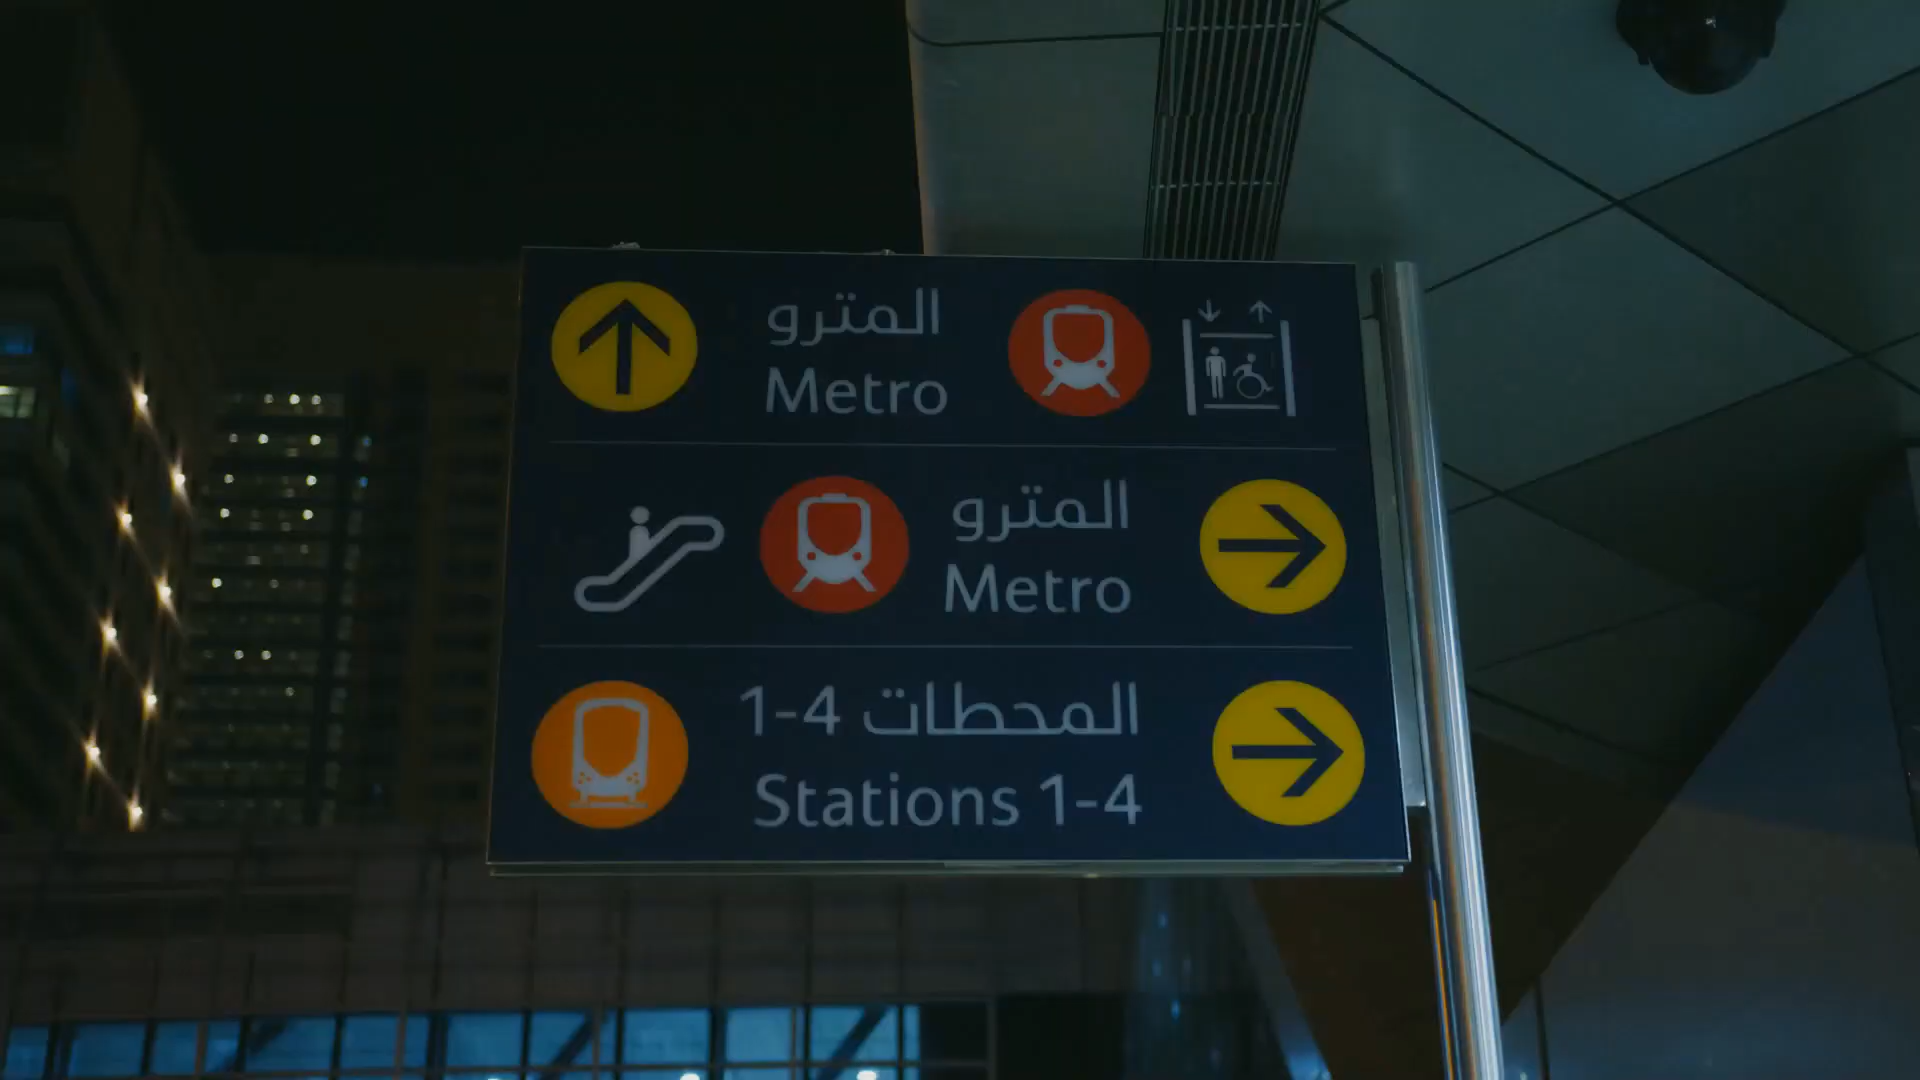 المترو
Metro
المترو
Metro
المحطات 1-4
Stations 1-4